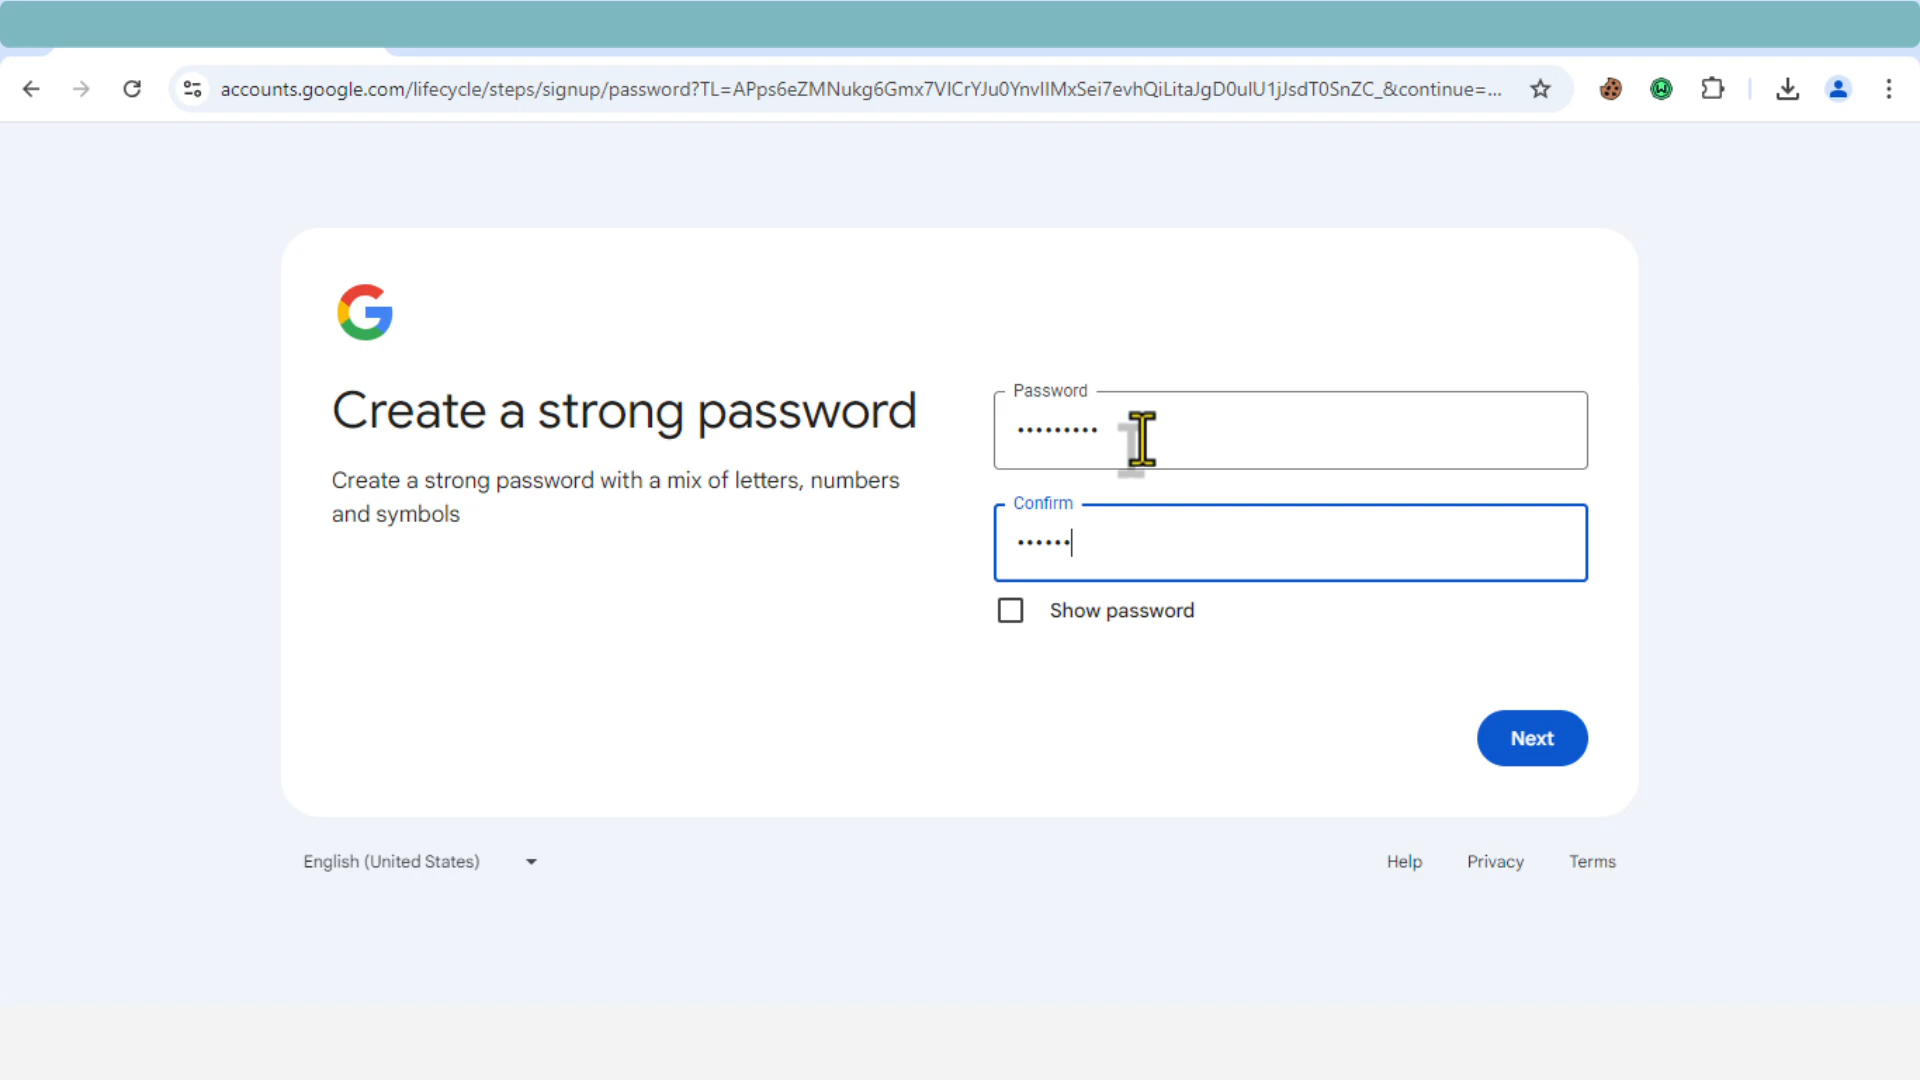 accounts.google.com/lifecycle/steps/signup/password?TL=APps6eZMNukg6Gmx7VICrYJu0YnvIIMxSei7evhQiLitaJgD0uIU1jJsdT0SnZC_&continue=...
Create a strong password
Create a strong password with a mix of letters, numbers
and symbols
Password
•••••••••
Confirm
••••••
Show password
Next
English (United States)
Help
Privacy
Terms